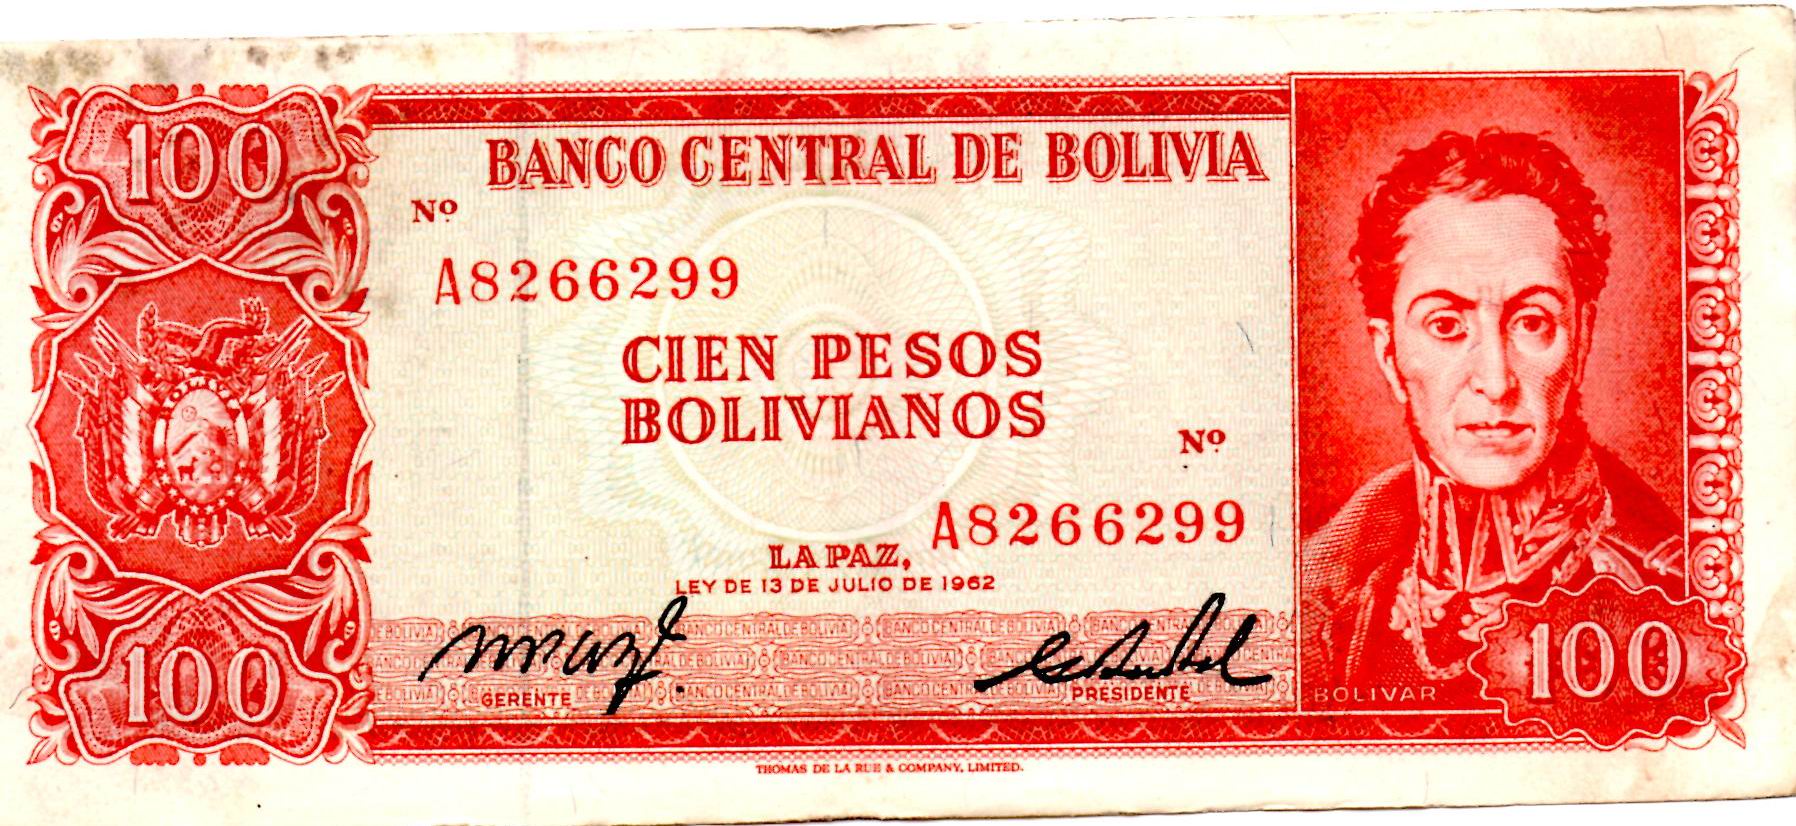 100
BANCO CENTRAL DE BOLIVIA
Nº
A8266299
CIEN PESOS
BOLIVIANOS
Nº
A8266299
LA PAZ,
LEY DE 13 DE JULIO DE 1962
GERENTE
PRESIDENTE
BOLIVAR
100
100
THOMAS DE LA RUE & COMPANY, LIMITED.